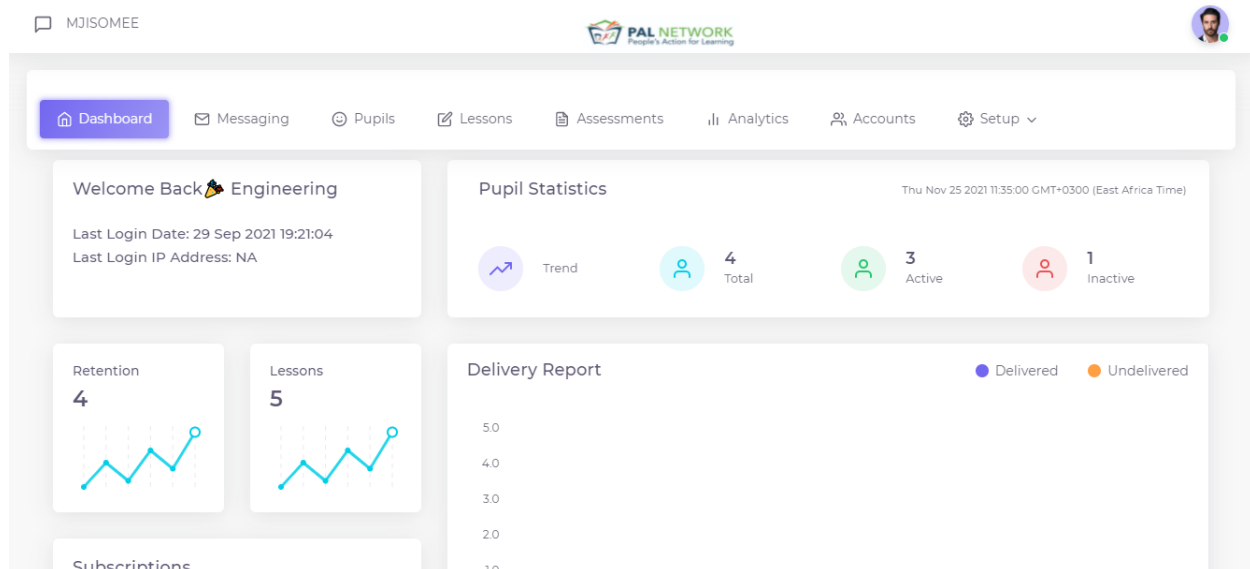 MJISOMEE
PAL NETWORK
People's Action for Learning
Dashboard
Messaging
Pupils
Lessons
Assessments
Analytics
Accounts
Setup
Welcome Back🎉 Engineering
Last Login Date: 29 Sep 2021 19:21:04
Last Login IP Address: NA
Pupil Statistics
Thu Nov 25 2021 11:35:00 GMT+0300 (East Africa Time)
Trend
4
Total
3
Active
1
Inactive
Retention
4
Lessons
5
Delivery Report
Delivered
Undelivered
5.0
4.0
3.0
2.0
1.0
Subscriptions